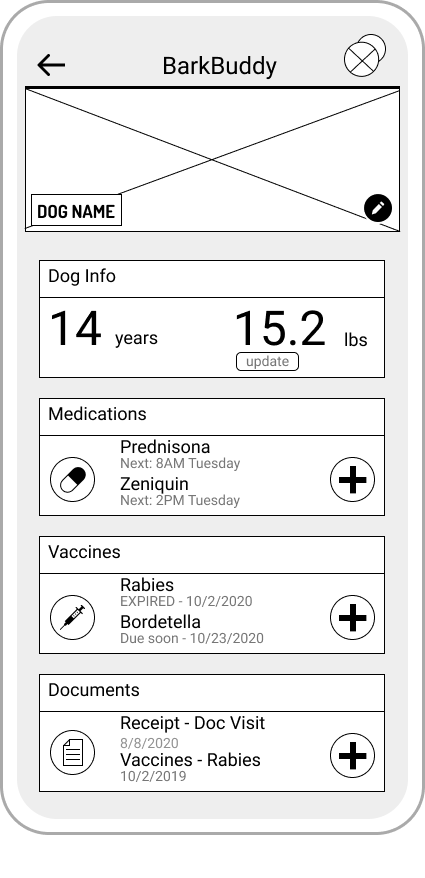 BarkBuddy
DOG NAME
Dog Info
14 years
15.2 lbs
update
Medications
Prednisona
Next: 8AM Tuesday
Zeniquin
Next: 2PM Tuesday
Vaccines
Rabies
EXPIRED - 10/2/2020
Bordetella
Due soon - 10/23/2020
Documents
Receipt - Doc Visit
8/8/2020
Vaccines - Rabies
10/2/2019